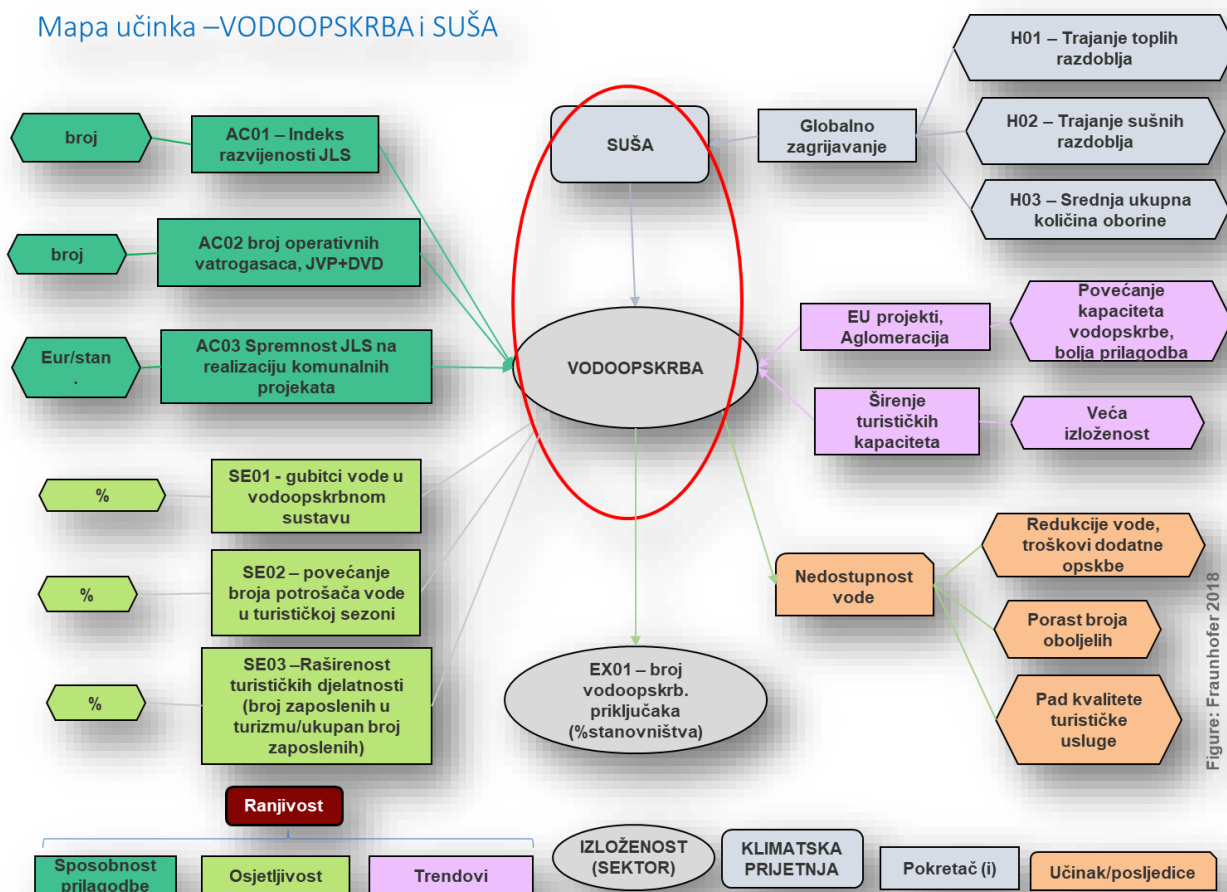 Mapa učinka –VODOOPSKRBA i SUŠA
broj
AC01 – Indeks
razvijenosti JLS
broj
AC02 broj operativnih
vatrogasaca, JVP+DVD
Eur/stan
.
AC03 Spremnost JLS na
realizaciju komunalnih
projekata
%
SE01 - gubitci vode u
vodoopskrbnom
sustavu
%
SE02 – povećanje
broja potrošača vode
u turističkoj sezoni
%
SE03 –Raširenost
turističkih djelatnosti
(broj zaposlenih u
turizmu/ukupan broj
zaposlenih)
SUŠA
VODOOPSKRBA
EX01 – broj
vodoopskrb.
priključaka
(%stanovništva)
Globalno
zagrijavanje
H01 – Trajanje toplih
razdoblja
H02 – Trajanje sušnih
razdoblja
H03 – Srednja ukupna
količina oborine
EU projekti,
Aglomeracija
Povećanje
kapaciteta
vodopskrbe,
bolja prilagodba
Širenje
turističkih
kapaciteta
Veća
izloženost
Nedostupnost
vode
Redukcije vode,
troškovi dodatne
opskbe
Porast broja
oboljelih
Pad kvalitete
turističke
usluge
Figure: Fraunhofer 2018
Ranjivost
Sposobnost
prilagodbe
Osjetljivost
Trendovi
IZLOŽENOST
(SEKTOR)
KLIMATSKA
PRIJETNJA
Pokretač (i)
Učinak/posljedice